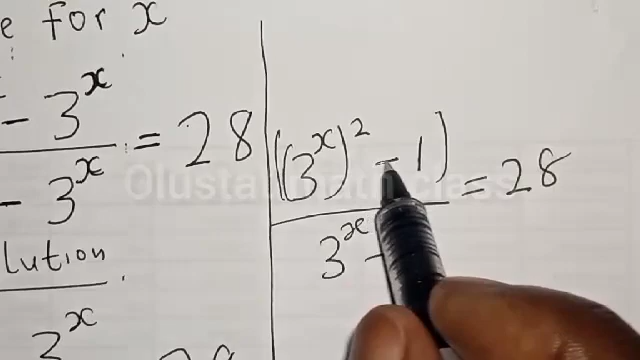 e for x
- 3^x
= 28
- 3^x
lution
3^x
((3^x)^2 - 1)
= 28
3^x -